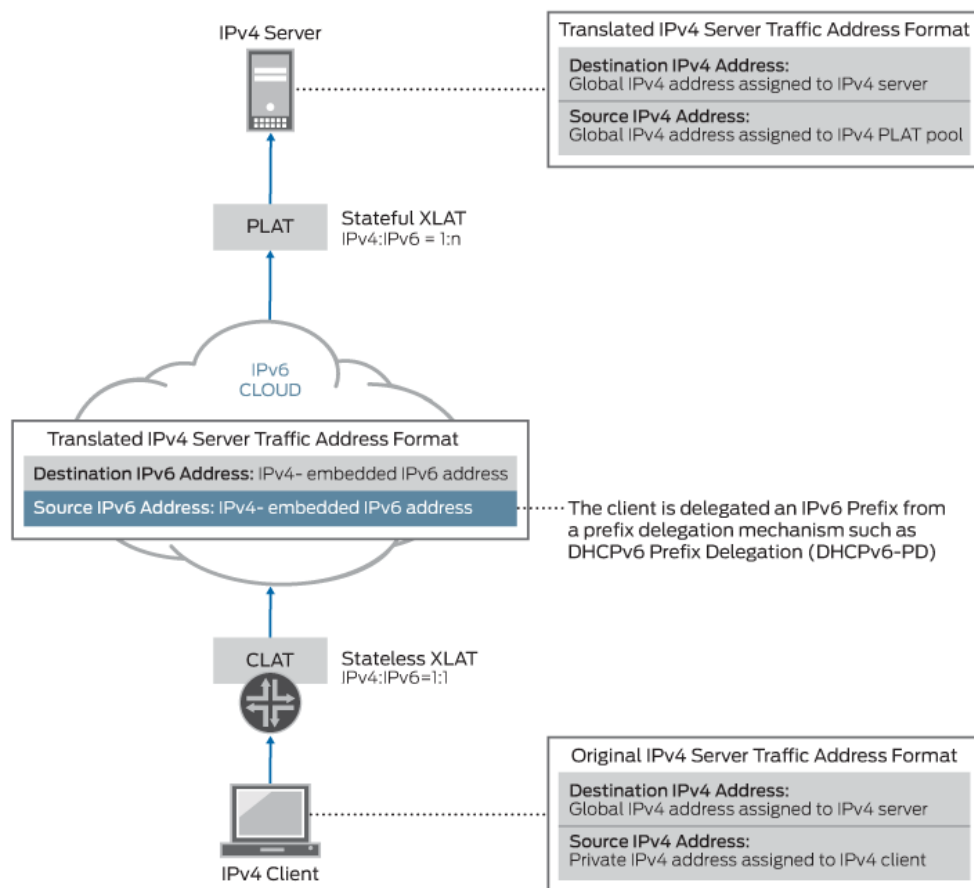 IPv4 Server
Translated IPv4 Server Traffic Address Format
Destination IPv4 Address:
Global IPv4 address assigned to IPv4 server
Source IPv4 Address:
Global IPv4 address assigned to IPv4 PLAT pool
PLAT
Stateful XLAT
IPv4:IPv6 = 1:n
IPv6
CLOUD
Translated IPv4 Server Traffic Address Format
Destination IPv6 Address: IPv4- embedded IPv6 address
Source IPv6 Address: IPv4- embedded IPv6 address
The client is delegated an IPv6 Prefix from
a prefix delegation mechanism such as
DHCPv6 Prefix Delegation (DHCPv6-PD)
CLAT
Stateless XLAT
IPv4:IPv6=1:1
Original IPv4 Server Traffic Address Format
Destination IPv4 Address:
Global IPv4 address assigned to IPv4 server
Source IPv4 Address:
Private IPv4 address assigned to IPv4 client
IPv4 Client